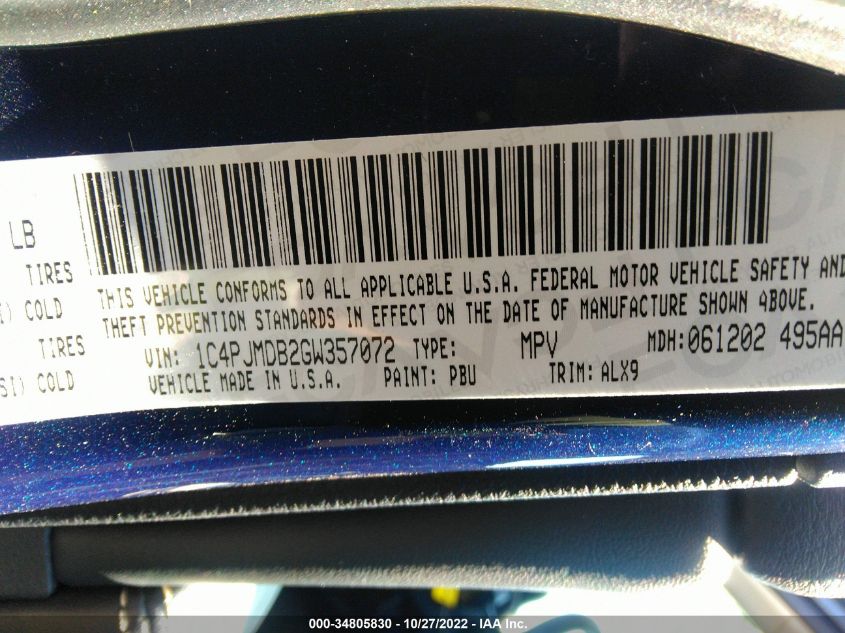 LB
TIRES
I) COLD
TIRES
SI) COLD
THIS VEHICLE CONFORMS TO ALL APPLICABLE U.S.A. FEDERAL MOTOR VEHICLE SAFETY AND
THEFT PREVENTION STANDARDS IN EFFECT ON THE DATE OF MANUFACTURE SHOWN ABOVE.
VIN: 1C4PJMDB2GW357072 TYPE: MPV MDH:061202 495AA
VEHICLE MADE IN U.S.A. PAINT: PBU TRIM: ALX9
000-34805830 - 10/27/2022 - IAA Inc.